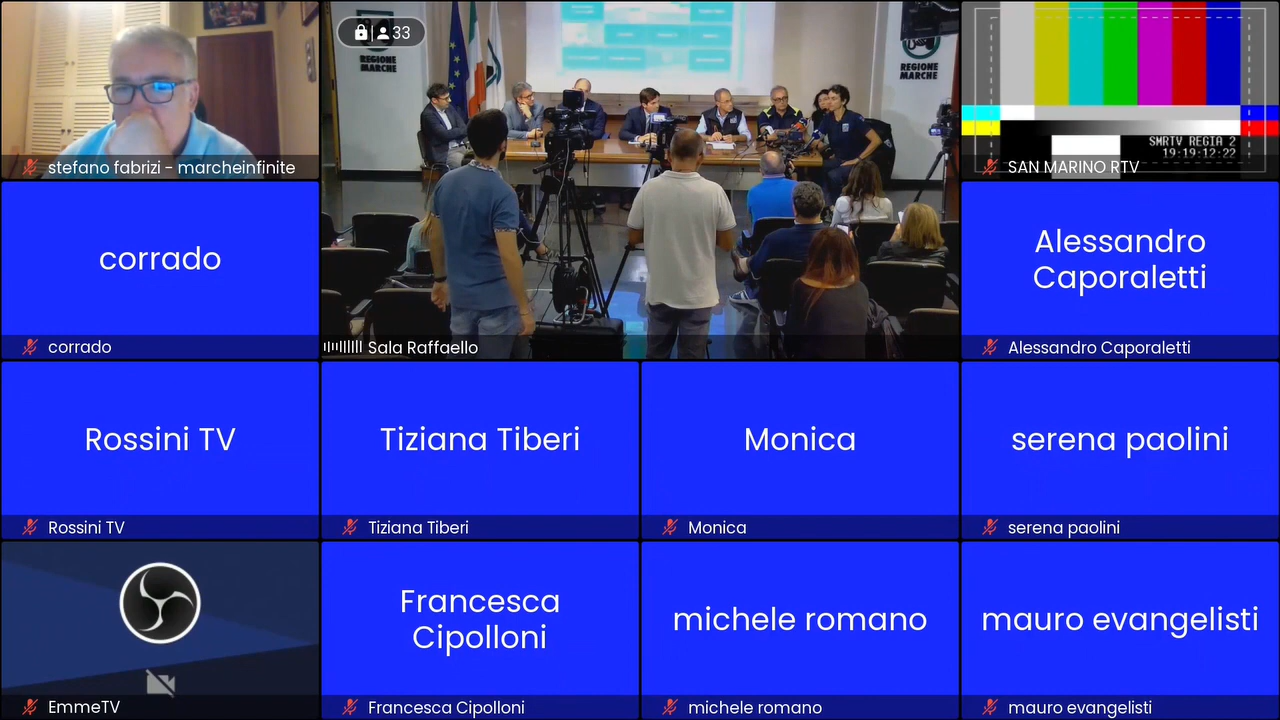 33
REGIONE
MARCHE
REGIONE
MARCHE
SMRTV REGIA 2
19:19:12:22
stefano fabrizi - marcheinfinite
SAN MARINO RTV
corrado
Alessandro
Caporaletti
corrado
Sala Raffaello
Alessandro Caporaletti
Rossini TV
Tiziana Tiberi
Monica
serena paolini
Rossini TV
Tiziana Tiberi
Monica
serena paolini
Francesca
Cipolloni
michele romano
mauro evangelisti
EmmeTV
Francesca Cipolloni
michele romano
mauro evangelisti